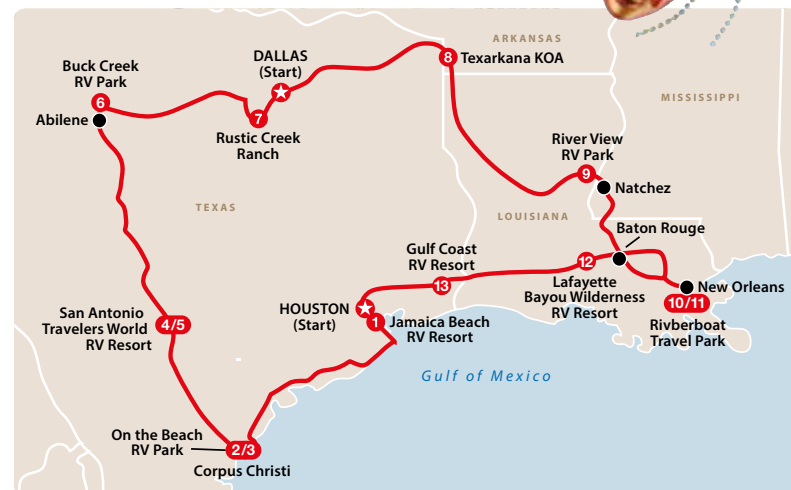 ARKANSAS
DALLAS
(Start)
8
Texarkana KOA
Buck Creek
RV Park
6
Abilene
7
Rustic Creek
Ranch
MISSISSIPPI
River View
RV Park
9
Natchez
TEXAS
LOUISIANA
Baton Rouge
Gulf Coast
RV Resort
13
12
Lafayette
Bayou Wilderness
RV Resort
New Orleans
10/11
Rivberboat
Travel Park
HOUSTON
(Start)
1
Jamaica Beach
RV Resort
San Antonio
Travelers World
RV Resort
4/5
Gulf of Mexico
On the Beach
RV Park
2/3
Corpus Christi